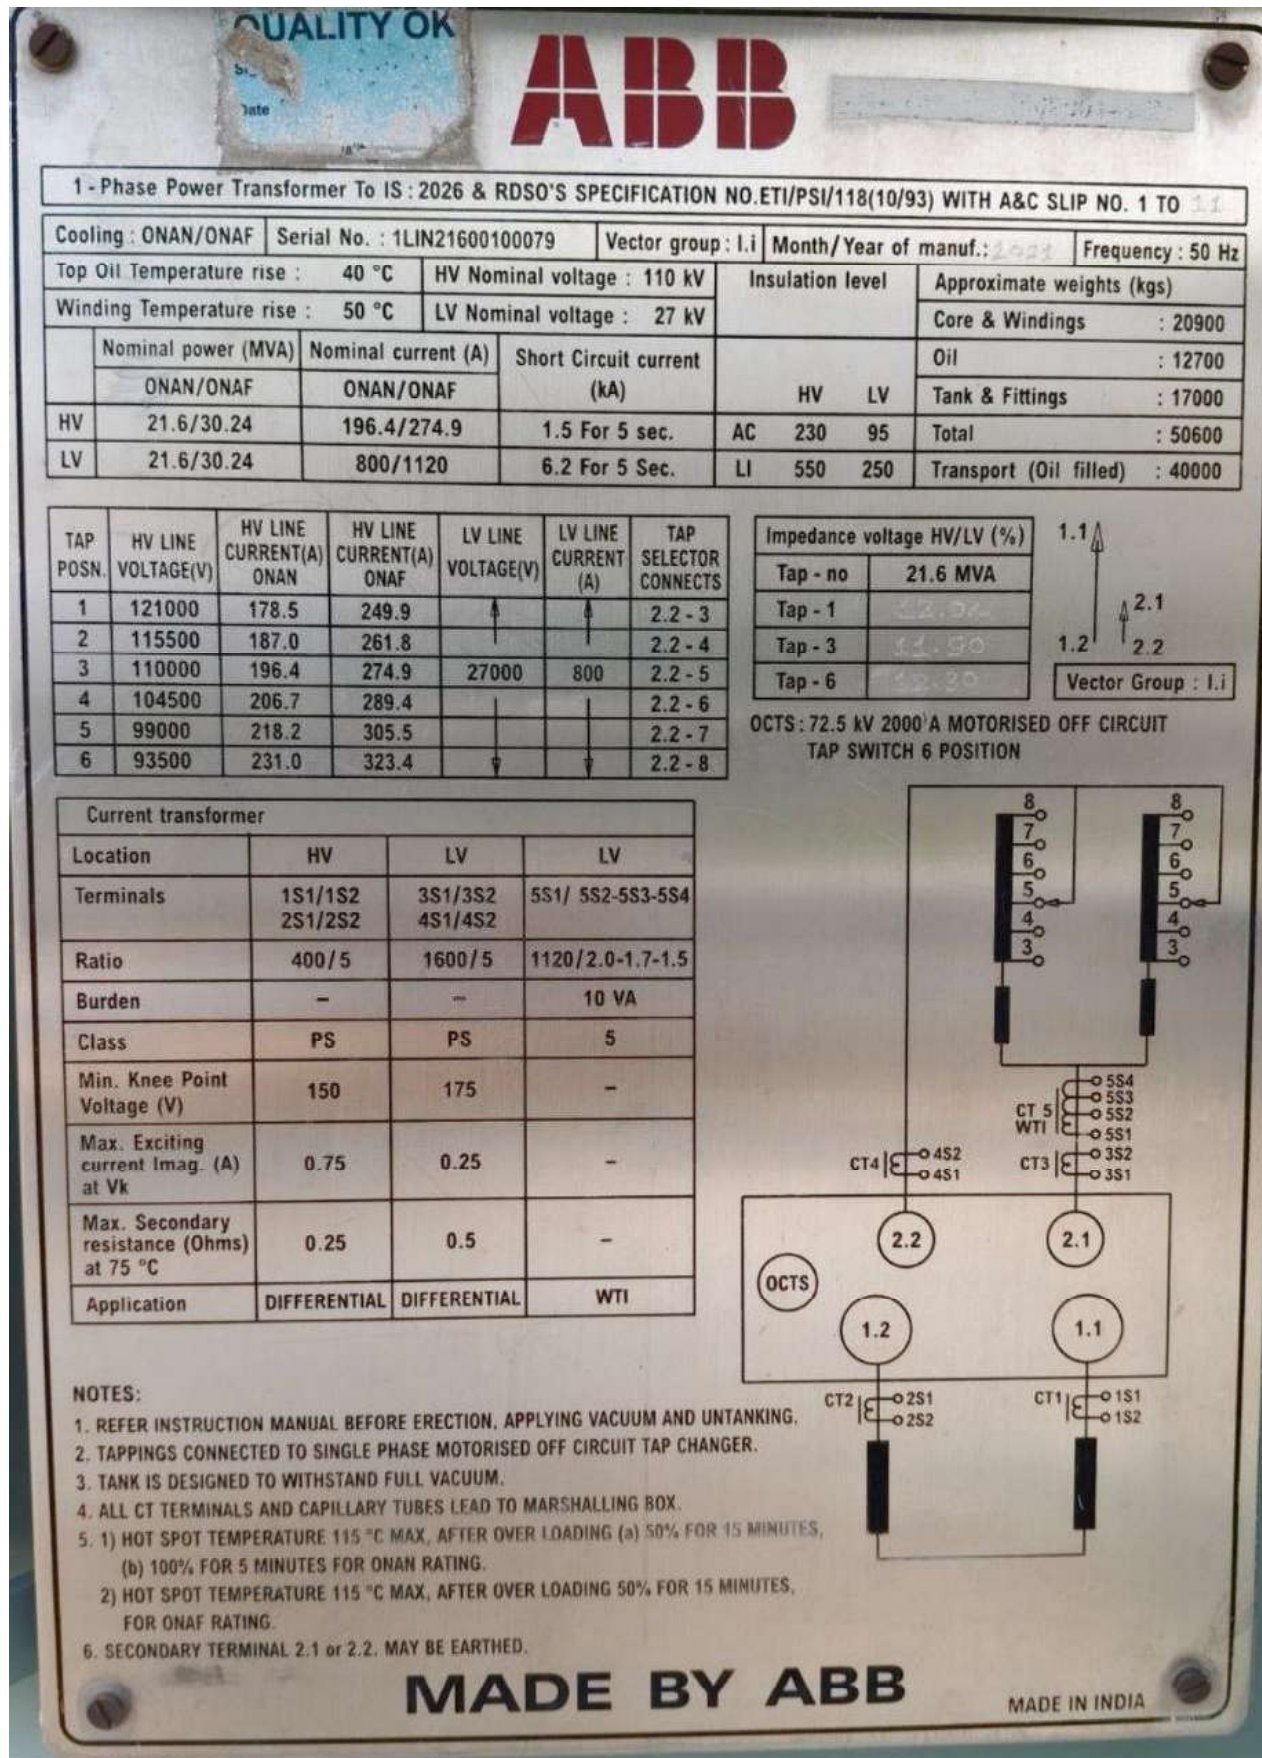 QUALITY OK
Date
ABB
1 - Phase Power Transformer To IS : 2026 & RDSO'S SPECIFICATION NO.ETI/PSI/118(10/93) WITH A&C SLIP NO. 1 TO 11
Cooling : ONAN/ONAF Serial No. : 1LIN21600100079 Vector group : I.i Month/Year of manuf.: 2021 Frequency : 50 Hz
Top Oil Temperature rise : 40 °C HV Nominal voltage : 110 kV Insulation level Approximate weights (kgs)
Winding Temperature rise : 50 °C LV Nominal voltage : 27 kV Core & Windings : 20900
Nominal power (MVA) Nominal current (A) Short Circuit current (kA) Oil : 12700
ONAN/ONAF ONAN/ONAF HV LV Tank & Fittings : 17000
HV 21.6/30.24 196.4/274.9 1.5 For 5 sec. AC 230 95 Total : 50600
LV 21.6/30.24 800/1120 6.2 For 5 Sec. LI 550 250 Transport (Oil filled) : 40000
TAP POSN. HV LINE VOLTAGE(V) HV LINE CURRENT(A) ONAN HV LINE CURRENT(A) ONAF LV LINE VOLTAGE(V) LV LINE CURRENT (A) TAP SELECTOR CONNECTS
1 121000 178.5 249.9 2.2 - 3
2 115500 187.0 261.8 2.2 - 4
3 110000 196.4 274.9 27000 800 2.2 - 5
4 104500 206.7 289.4 2.2 - 6
5 99000 218.2 305.5 2.2 - 7
6 93500 231.0 323.4 2.2 - 8
Impedance voltage HV/LV (%)
Tap - no 21.6 MVA
Tap - 1
Tap - 3 11.90
Tap - 6
1.1
2.1
1.2 2.2
Vector Group : I.i
OCTS : 72.5 kV 2000 A MOTORISED OFF CIRCUIT
TAP SWITCH 6 POSITION
Current transformer
Location HV LV LV
Terminals 1S1/1S2 3S1/3S2 5S1/ 5S2-5S3-5S4
2S1/2S2 4S1/4S2
Ratio 400/5 1600/5 1120/2.0-1.7-1.5
Burden – – 10 VA
Class PS PS 5
Min. Knee Point
Voltage (V) 150 175 –
Max. Exciting
current Imag. (A) 0.75 0.25 –
at Vk
Max. Secondary
resistance (Ohms) 0.25 0.5 –
at 75 °C
Application DIFFERENTIAL DIFFERENTIAL WTI
8 8
7 7
6 6
5 5
4 4
3 3
5S4
5S3
CT 5 5S2
WTI 5S1
CT4 4S2 CT3 3S2
4S1 3S1
2.2 2.1
OCTS
1.2 1.1
CT2 2S1 CT1 1S1
2S2 1S2
NOTES:
1. REFER INSTRUCTION MANUAL BEFORE ERECTION, APPLYING VACUUM AND UNTANKING.
2. TAPPINGS CONNECTED TO SINGLE PHASE MOTORISED OFF CIRCUIT TAP CHANGER.
3. TANK IS DESIGNED TO WITHSTAND FULL VACUUM.
4. ALL CT TERMINALS AND CAPILLARY TUBES LEAD TO MARSHALLING BOX.
5. 1) HOT SPOT TEMPERATURE 115 °C MAX, AFTER OVER LOADING (a) 50% FOR 15 MINUTES,
(b) 100% FOR 5 MINUTES FOR ONAN RATING.
2) HOT SPOT TEMPERATURE 115 °C MAX, AFTER OVER LOADING 50% FOR 15 MINUTES,
FOR ONAF RATING.
6. SECONDARY TERMINAL 2.1 or 2.2. MAY BE EARTHED.
MADE BY ABB
MADE IN INDIA